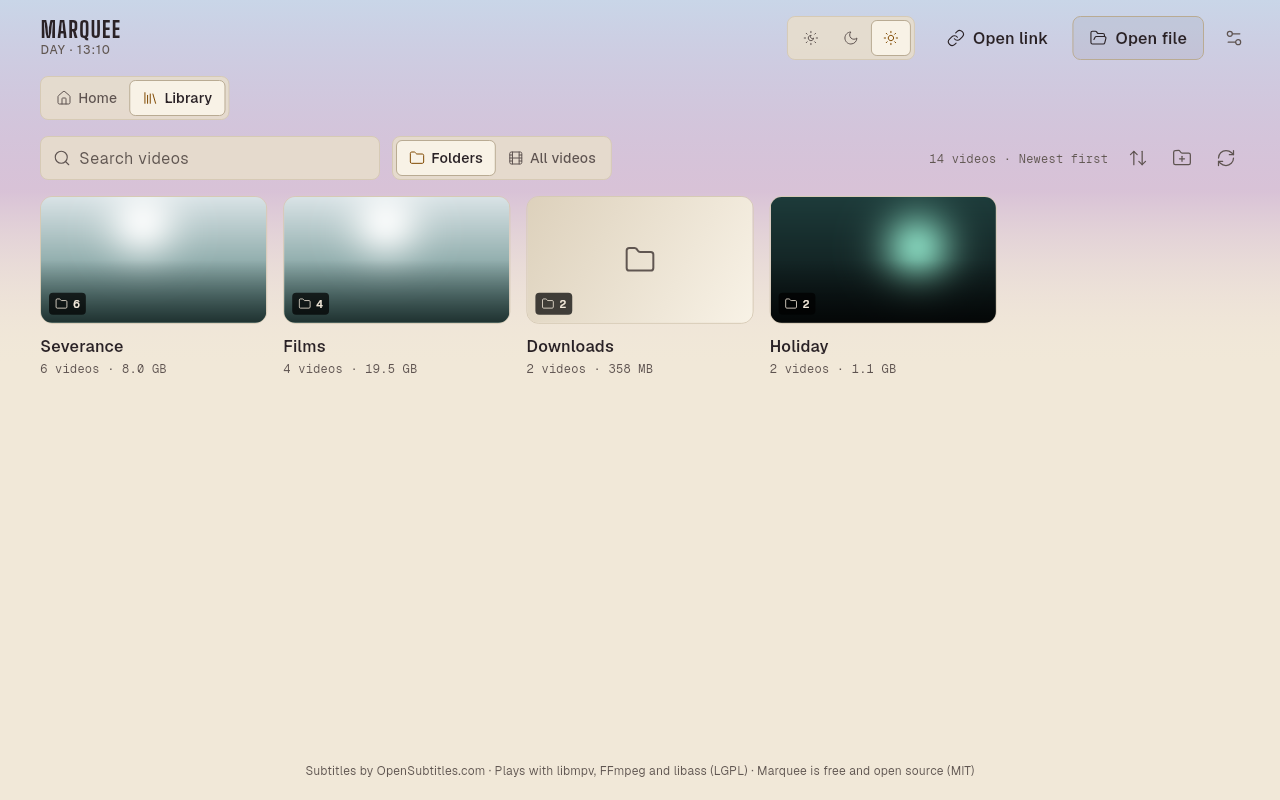 MARQUEE
DAY · 13:10
Open link
Open file
Home
Library
Search videos
Folders
All videos
14 videos · Newest first
6
4
2
2
Severance
Films
Downloads
Holiday
6 videos · 8.0 GB
4 videos · 19.5 GB
2 videos · 358 MB
2 videos · 1.1 GB
Subtitles by OpenSubtitles.com · Plays with libmpv, FFmpeg and libass (LGPL) · Marquee is free and open source (MIT)